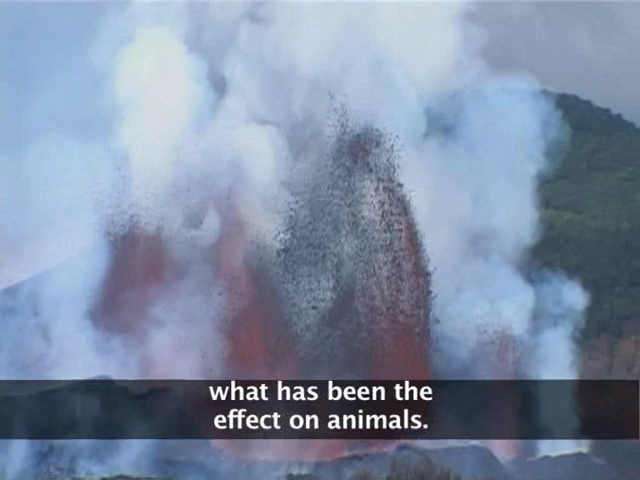 what has been the
effect on animals.